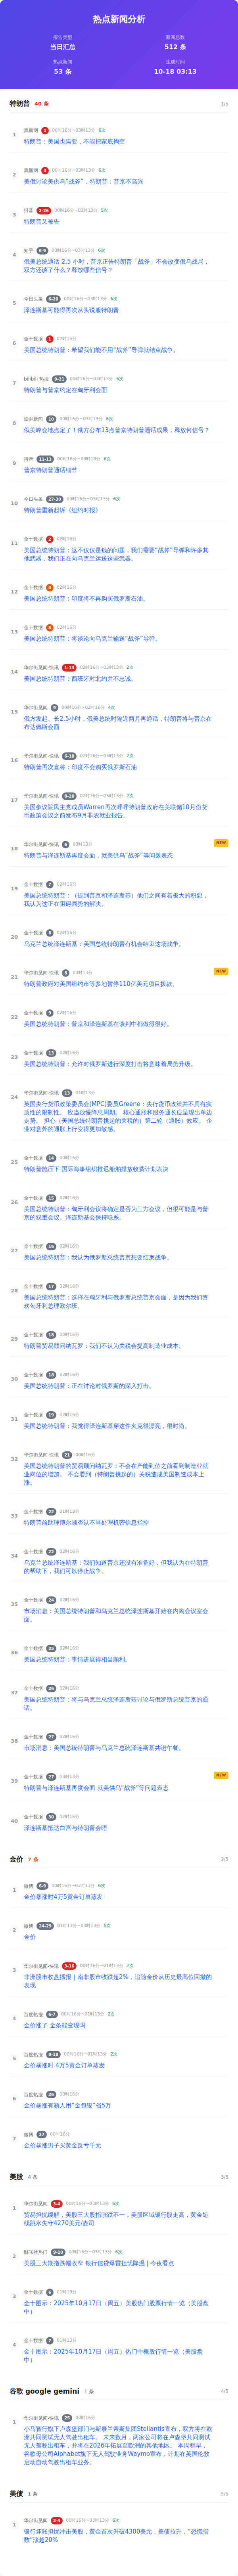 热点新闻分析
报告类型
新闻总数
当日汇总
512 条
热点新闻
生成时间
53 条
10-18 03:13
特朗普 40 条 1/5
1
凤凰网 1 00时16分~03时13分 6次
特朗普：美国也需要，不能把家底掏空
2
凤凰网 3 00时16分~03时13分 6次
美俄讨论美供乌"战斧"，特朗普：普京不高兴
3
抖音 2-26 00时16分~03时13分 5次
特朗普又被告
4
知乎 6-9 00时16分~03时13分 6次
俄美总统通话 2.5 小时，普京正告特朗普「战斧」不会改变俄乌战局，双方还谈了什么？释放哪些信号？
5
今日头条 6-20 00时16分~03时13分 6次
泽连斯基可能得再次从头说服特朗普
6
金十数据 1 02时16分
美国总统特朗普：希望我们能不用"战斧"导弹就结束战争。
7
bilibili 热搜 9-21 00时16分~03时13分 6次
特朗普与普京约定在匈牙利会面
8
澎湃新闻 10 00时16分~03时13分 6次
俄美峰会地点定了！俄方公布13点普京特朗普通话成果，释放何信号？
9
抖音 11-13 00时16分~03时13分 6次
普京特朗普通话细节
10
今日头条 27-30 00时16分~03时13分 6次
特朗普重新起诉《纽约时报》
11
金十数据 2 02时16分
美国总统特朗普：这不仅仅是钱的问题，我们需要"战斧"导弹和许多其他武器，我们正在向乌克兰运送这些武器。
12
金十数据 4 02时16分
美国总统特朗普：印度将不再购买俄罗斯石油。
13
金十数据 5 02时16分
美国总统特朗普：将谈论向乌克兰输送"战斧"导弹。
14
华尔街见闻-快讯 1-11 02时16分~03时13分 2次
美国总统特朗普：西班牙对北约并不忠诚。
15
华尔街见闻 9 00时16分~02时16分 4次
俄方发起、长2.5小时，俄美总统时隔近两月再通话，特朗普将与普京在布达佩斯会面
16
华尔街见闻-快讯 6-18 02时16分~03时13分 2次
特朗普再次宣称：印度不会购买俄罗斯石油
17
华尔街见闻-快讯 8-20 02时16分~03时13分 2次
美国参议院民主党成员Warren再次呼呼特朗普政府在美联储10月份货币政策会议之前发布9月非农就业报告。
18
华尔街见闻-快讯 6 03时13分 NEW
特朗普与泽连斯基再度会面，就美供乌"战斧"等问题表态
19
金十数据 7 02时16分
美国总统特朗普：（提到普京和泽连斯基）他们之间有着极大的积怨，我认为这正在阻碍局势的解决。
20
金十数据 8 02时16分
乌克兰总统泽连斯基：美国总统特朗普有机会结束这场战争。
21
华尔街见闻-快讯 8 03时13分 NEW
特朗普政府对美国纽约市等多地暂停110亿美元项目拨款。
22
金十数据 9 02时16分
美国总统特朗普：普京和泽连斯基在谈判中都做得很好。
23
金十数据 12 02时16分
美国总统特朗普：允许对俄罗斯进行深度打击将意味着局势升级。
24
华尔街见闻-快讯 13 01时13分
英国央行货币政策委员会(MPC)委员Greene：央行货币政策并不具有实质性的限制性。 应当放慢降息周期。 核心通胀和服务通长位呈现出单边走势。 担心（美国总统特朗普挑起的关税的）第二轮（通胀）效应。 企业对意外的通胀上行变得更加敏感。
25
金十数据 14 00时16分
特朗普施压下 国际海事组织推迟船舶排放收费计划表决
26
金十数据 15 02时16分
美国总统特朗普：匈牙利会议将确定是否为三方会议，但很可能是与普京的双重会议。泽连斯基会保持联系。
27
金十数据 16 02时16分
美国总统特朗普：我认为俄罗斯总统普京想要结束战争。
28
金十数据 17 02时16分
美国总统特朗普：选择在匈牙利与俄罗斯总统普京会面，是因为我们喜欢匈牙利总理欧尔班。
29
金十数据 18 00时16分
特朗普贸易顾问纳瓦罗：我们不认为关税会提高制造业成本。
30
金十数据 18 02时16分
美国总统特朗普：正在讨论对俄罗斯的深入打击。
31
金十数据 19 02时16分
美国总统特朗普：我觉得泽连斯基穿这件夹克很漂亮，很时尚。
32
华尔街见闻-快讯 21 00时16分
美国总统特朗普的贸易顾问纳瓦罗：不会在产能到位之前看到制造业就业岗位的增加。 不会看到（特朗普挑起的）关税造成美国制造成本上涨。
33
金十数据 22 01时13分
特朗普前助理博尔顿否认不当处理机密信息指控
34
金十数据 22 02时16分
乌克兰总统泽连斯基：我们知道普京还没有准备好，但我认为在特朗普的帮助下，我们可以停止战争。
35
金十数据 24 02时16分
市场消息：美国总统特朗普和乌克兰总统泽连斯基开始在内阁会议室会面。
36
金十数据 25 02时16分
美国总统特朗普：事情进展得相当顺利。
37
金十数据 26 02时16分
美国总统特朗普：将与乌克兰总统泽连斯基讨论与俄罗斯总统普京的通话。
38
金十数据 27 02时16分
市场消息：美国总统特朗普与乌克兰总统泽连斯基共进午餐。
39
金十数据 27 03时13分 NEW
特朗普与泽连斯基再度会面 就美供乌"战斧"等问题表态
40
金十数据 30 02时16分
泽连斯基抵达白宫与特朗普会晤
金价 7 条 2/5
1
微博 6-9 00时16分~03时13分 6次
金价暴涨时4万5黄金订单蒸发
2
微博 24-29 01时13分~03时12分 5次
金价
3
华尔街见闻-快讯 3-16 00时16分~01时13分 2次
非洲股市收盘播报｜南非股市收跌超2%，追随金价从历史最高位回撤的表现
4
百度热搜 6-7 00时16分~01时13分 2次
金价涨了 金条能变现吗
5
百度热搜 8-18 00时16分~01时13分 2次
金价暴涨时 4万5黄金订单蒸发
6
百度热搜 26 00时16分
金价暴涨有新人用"金包银"省5万
7
微博 27 00时16分
金价暴涨男子买黄金反亏千元
美股 4 条 3/5
1
华尔街见闻 3-4 00时16分~03时13分 6次
贸易担忧缓解，美股三大股指涨跌不一，美股区域银行股走高，黄金短线跳水失守4270美元/盎司
2
财联社热门 9-10 00时16分~03时13分 6次
美股三大期指跌幅收窄 银行信贷爆雷担忧降温｜今夜看点
3
金十数据 6 01时13分
金十图示：2025年10月17日（周五）美股热门股票行情一览（美股盘中）
4
金十数据 7 01时13分
金十图示：2025年10月17日（周五）热门中概股行情一览（美股盘中）
谷歌 google gemini 1 条 4/5
1
华尔街见闻-快讯 25 00时16分
小马智行旗下卢森堡部门与斯泰兰蒂斯集团Stellantis宣布，双方将在欧洲共同测试无人驾驶出租车。 未来数月，两家公司将在卢森堡共同测试无人驾驶出租车，并将在2026年拓展至欧洲的其他地区。 本周稍早，谷歌母公司Alphabet旗下无人驾驶业务Waymo宣布，计划在英国伦敦启动自动驾驶出租车业务。
美债 1 条 5/5
1
华尔街见闻 3-4 00时16分~03时13分 6次
银行坏账担忧冲击美股，黄金首次升破4300美元，美债拉升，"恐慌指数"涨超20%